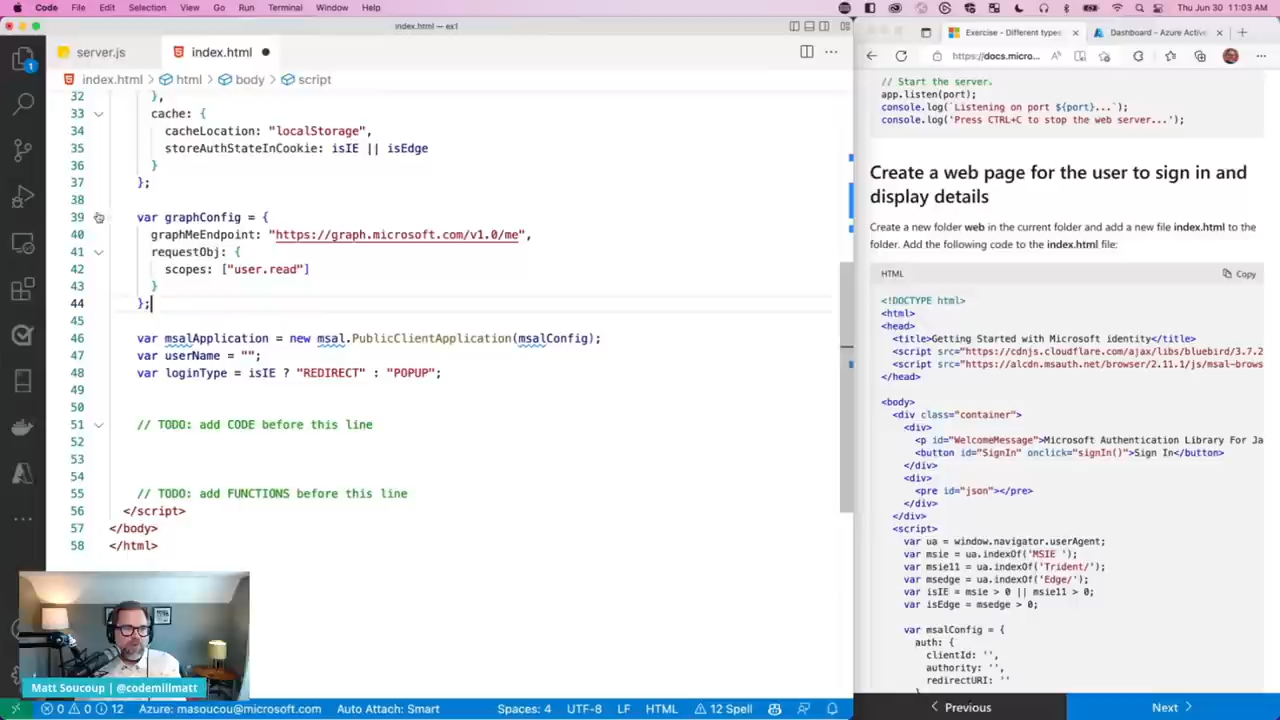 Code File Edit Selection View Go Run Terminal Window Help
Thu Jun 30 11:03 AM
index.html — ex1
server.js
index.html
index.html html body script
32 },
33 cache: {
34 cacheLocation: "localStorage",
35 storeAuthStateInCookie: isIE || isEdge
36 }
37 };
38
39 var graphConfig = {
40 graphMeEndpoint: "https://graph.microsoft.com/v1.0/me",
41 requestObj: {
42 scopes: ["user.read"]
43 }
44 };
45
46 var msalApplication = new msal.PublicClientApplication(msalConfig);
47 var userName = "";
48 var loginType = isIE ? "REDIRECT" : "POPUP";
49
50
51 // TODO: add CODE before this line
52
53
54
55 // TODO: add FUNCTIONS before this line
56 </script>
57 </body>
58 </html>
1
Matt Soucoup | @codemillmatt
0 0 12 Azure: masoucou@microsoft.com Auto Attach: Smart Spaces: 4 UTF-8 LF HTML 12 Spell
Exercise - Different types
Dashboard - Azure Active
https://docs.micro...
// Start the server.
app.listen(port);
console.log(`Listening on port ${port}...`);
console.log('Press CTRL+C to stop the web server...');
Create a web page for the user to sign in and
display details
Create a new folder web in the current folder and add a new file index.html to the
folder. Add the following code to the index.html file:
HTML Copy
<!DOCTYPE html>
<html>
<head>
<title>Getting Started with Microsoft identity</title>
<script src="https://cdnjs.cloudflare.com/ajax/libs/bluebird/3.7.2
<script src="https://alcdn.msauth.net/browser/2.11.1/js/msal-brows
</head>
<body>
<div class="container">
<div>
<p id="WelcomeMessage">Microsoft Authentication Library For Ja
<button id="SignIn" onclick="signIn()">Sign In</button>
</div>
<div>
<pre id="json"></pre>
</div>
</div>
<script>
var ua = window.navigator.userAgent;
var msie = ua.indexOf('MSIE ');
var msie11 = ua.indexOf('Trident/');
var msedge = ua.indexOf('Edge/');
var isIE = msie > 0 || msie11 > 0;
var isEdge = msedge > 0;
var msalConfig = {
auth: {
clientId: '',
authority: '',
redirectURI: ''
}
Previous Next